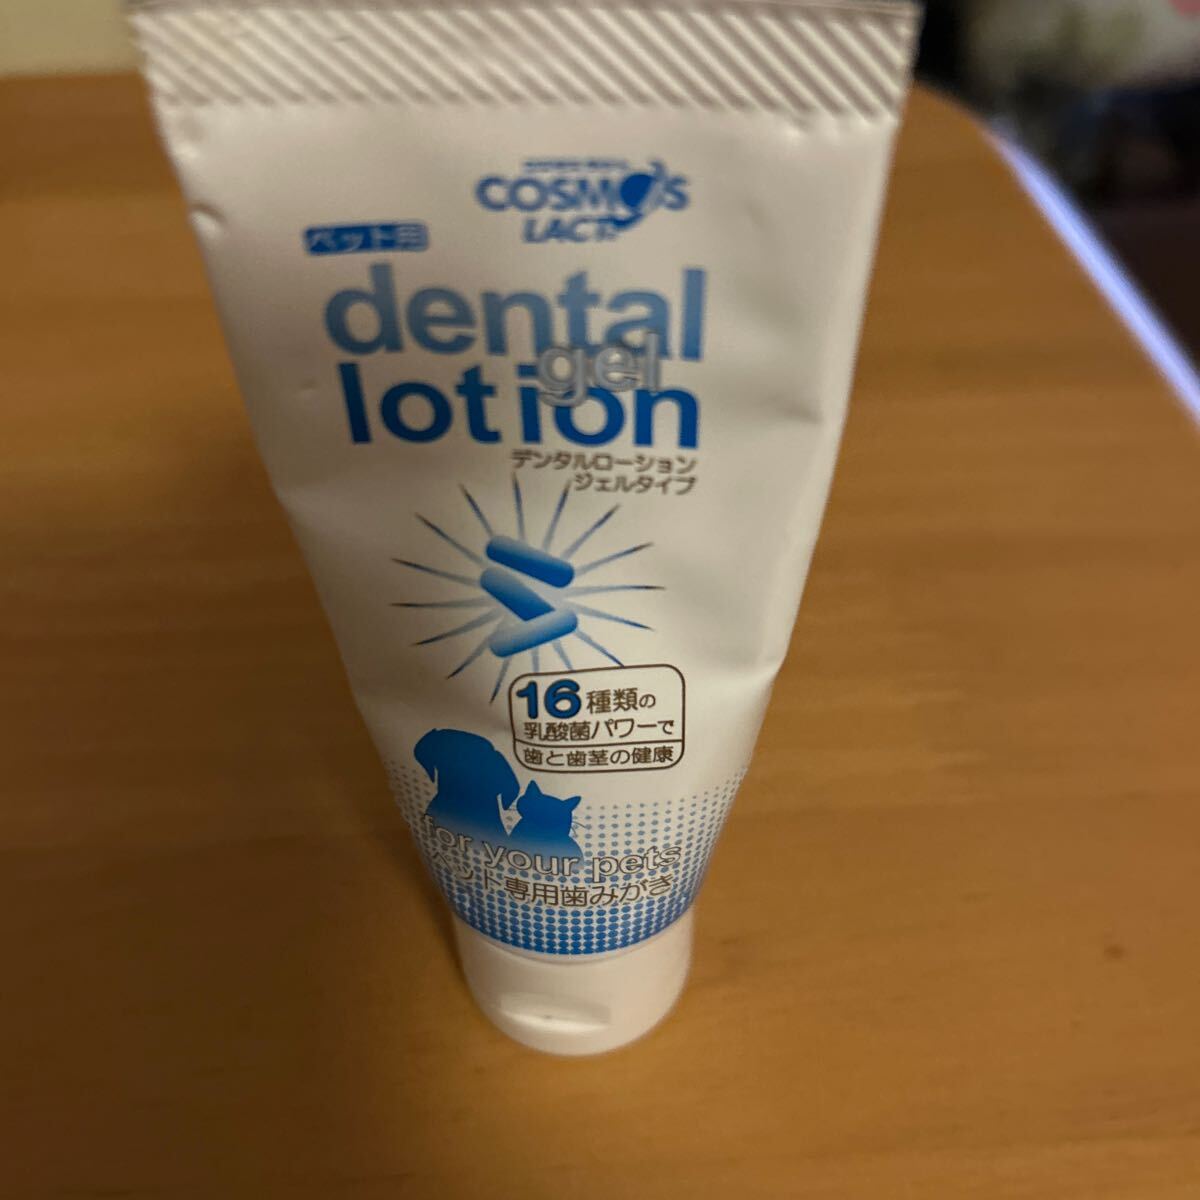 COSMOS
LACT
ペット用
dental
gel
lotion
デンタルローション
ジェルタイプ
16種類の
乳酸菌パワーで
歯と歯茎の健康
for your pets
ペット専用歯みがき